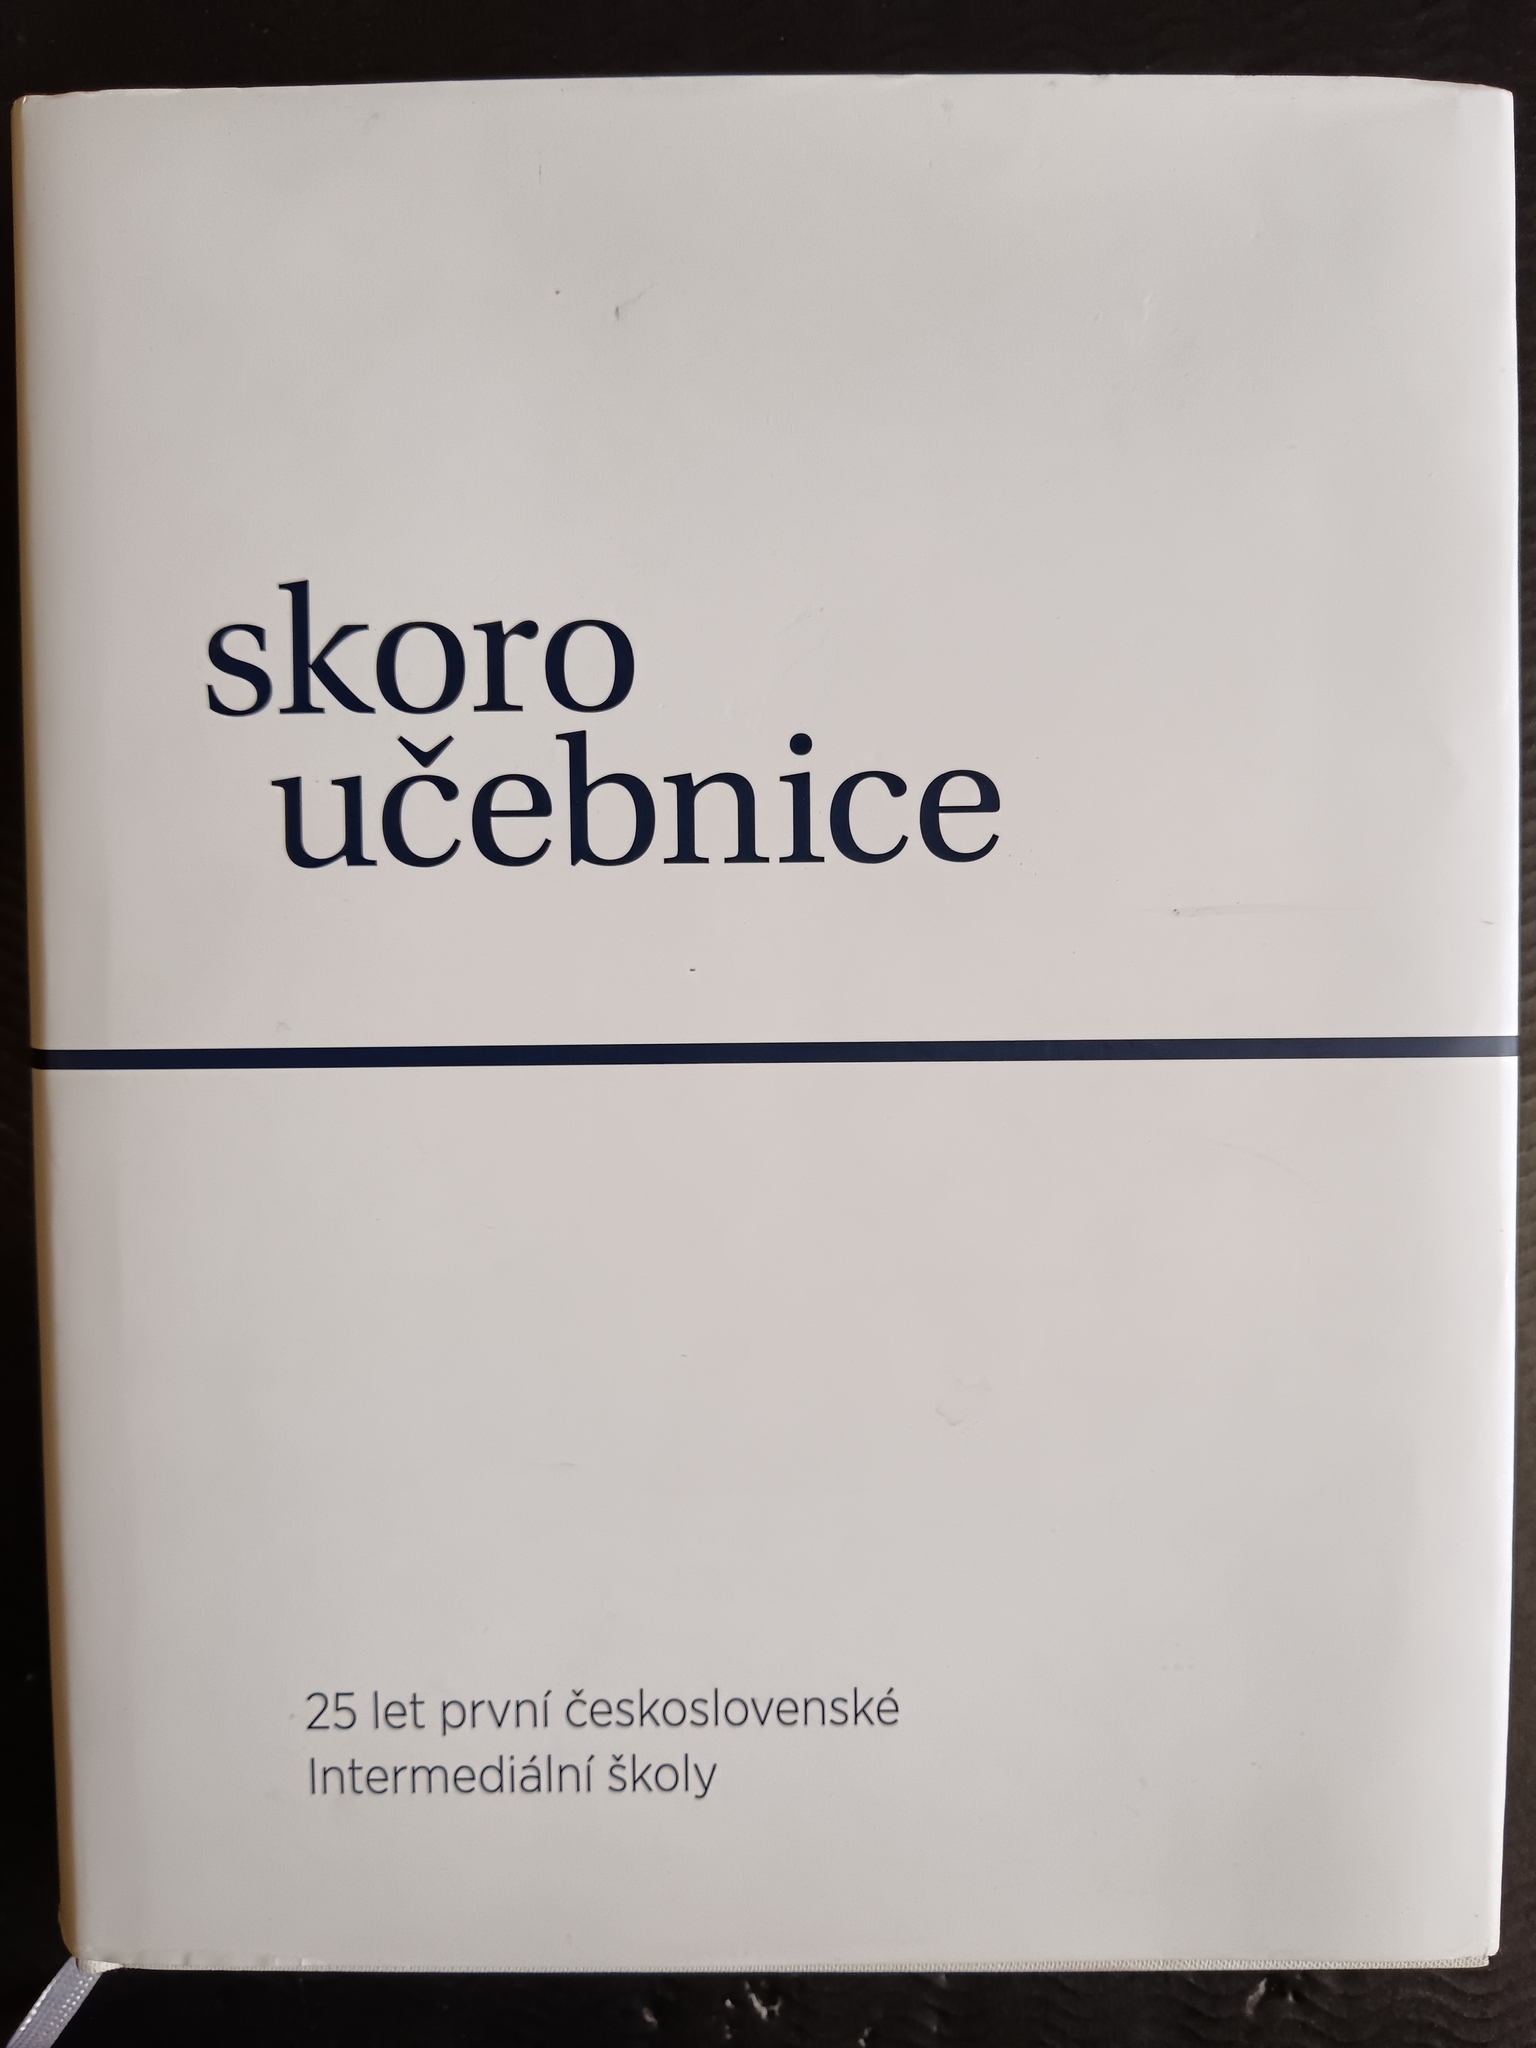 skoro
učebnice
25 let první československé
Intermediální školy